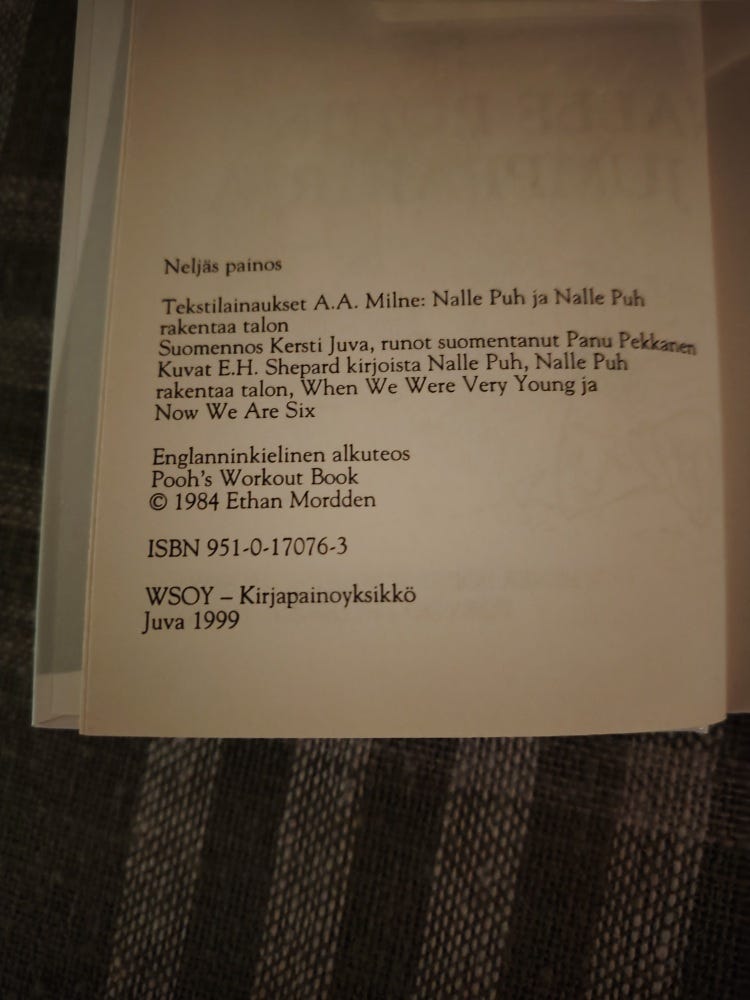 Neljäs painos
Tekstilainaukset A.A. Milne: Nalle Puh ja Nalle Puh
rakentaa talon
Suomennos Kersti Juva, runot suomentanut Panu Pekkanen
Kuvat E.H. Shepard kirjoista Nalle Puh, Nalle Puh
rakentaa talon, When We Were Very Young ja
Now We Are Six
Englanninkielinen alkuteos
Pooh's Workout Book
© 1984 Ethan Mordden
ISBN 951-0-17076-3
WSOY – Kirjapainoyksikkö
Juva 1999